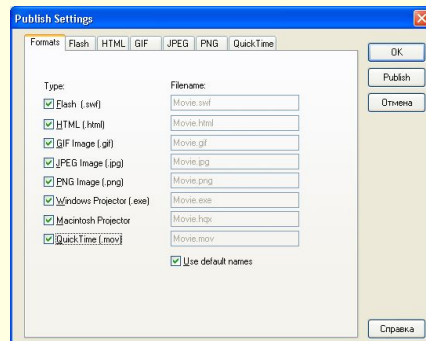 Publish Settings
Formats Flash HTML GIF JPEG PNG QuickTime
OK
Publish
Отмена
Type: Filename:
Flash (.swf) Movie.swf
HTML (.html) Movie.html
GIF Image (.gif) Movie.gif
JPEG Image (.jpg) Movie.jpg
PNG Image (.png) Movie.png
Windows Projector (.exe) Movie.exe
Macintosh Projector Movie.hqx
QuickTime (.mov) Movie.mov
Use default names
Справка